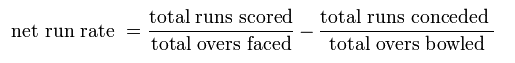 net run rate = total runs scored / total overs faced − total runs conceded / total overs bowled